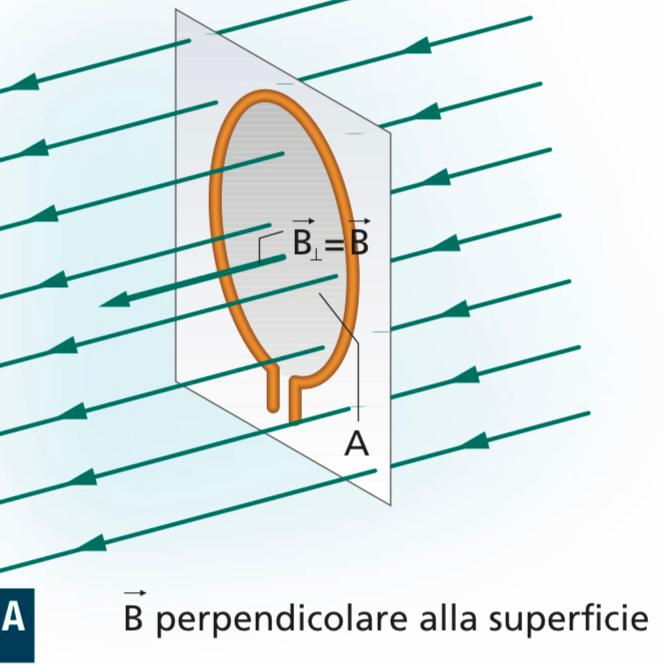 B⃗⊥=B⃗
A
A
B⃗ perpendicolare alla superficie